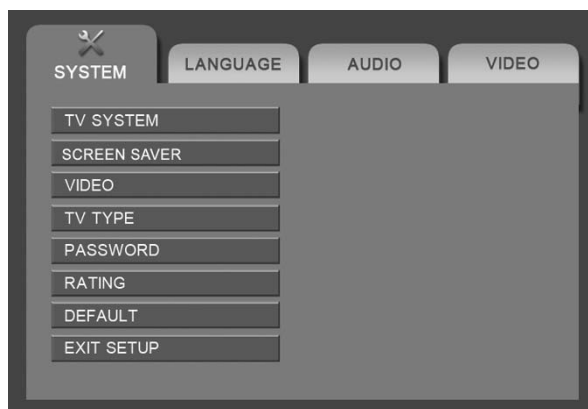 SYSTEM
LANGUAGE
AUDIO
VIDEO
TV SYSTEM
SCREEN SAVER
VIDEO
TV TYPE
PASSWORD
RATING
DEFAULT
EXIT SETUP